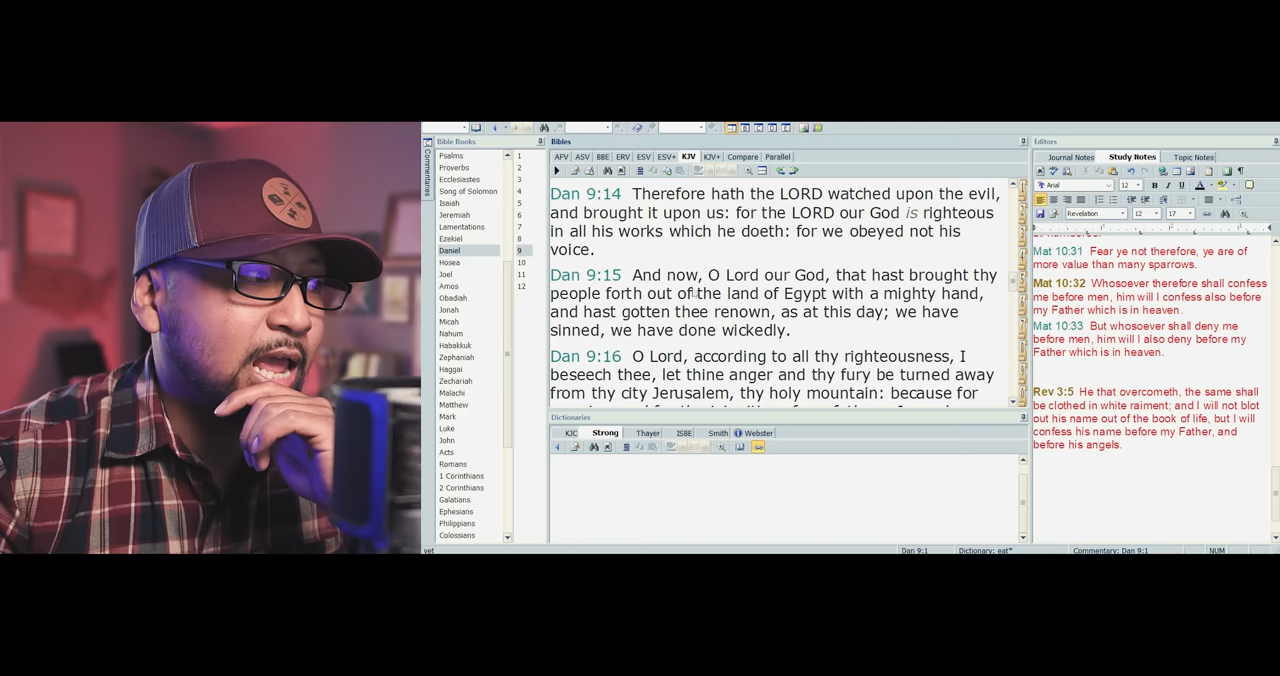 Bible Books
Bibles
Editors
Commentaries
Psalms
Proverbs
Ecclesiastes
Song of Solomon
Isaiah
Jeremiah
Lamentations
Ezekiel
Daniel
Hosea
Joel
Amos
Obadiah
Jonah
Micah
Nahum
Habakkuk
Zephaniah
Haggai
Zechariah
Malachi
Matthew
Mark
Luke
John
Acts
Romans
1 Corinthians
2 Corinthians
Galatians
Ephesians
Philippians
Colossians
1
2
3
4
5
6
7
8
9
10
11
12
AFV ASV BBE ERV ESV ESV+ KJV KJV+ Compare Parallel
Dan 9:14 Therefore hath the LORD watched upon the evil,
and brought it upon us: for the LORD our God is righteous
in all his works which he doeth: for we obeyed not his
voice.
Dan 9:15 And now, O Lord our God, that hast brought thy
people forth out of the land of Egypt with a mighty hand,
and hast gotten thee renown, as at this day; we have
sinned, we have done wickedly.
Dan 9:16 O Lord, according to all thy righteousness, I
beseech thee, let thine anger and thy fury be turned away
from thy city Jerusalem, thy holy mountain: because for
Dictionaries
KJC Strong Thayer ISBE Smith Webster
Journal Notes Study Notes Topic Notes
Arial 12 B I U
Revelation 12 17
Mat 10:31 Fear ye not therefore, ye are of
more value than many sparrows.
Mat 10:32 Whosoever therefore shall confess
me before men, him will I confess also before
my Father which is in heaven.
Mat 10:33 But whosoever shall deny me
before men, him will I also deny before my
Father which is in heaven.
Rev 3:5 He that overcometh, the same shall
be clothed in white raiment; and I will not blot
out his name out of the book of life, but I will
confess his name before my Father, and
before his angels.
yet Dan 9:1 Dictionary: eat* Commentary: Dan 9:1 NUM